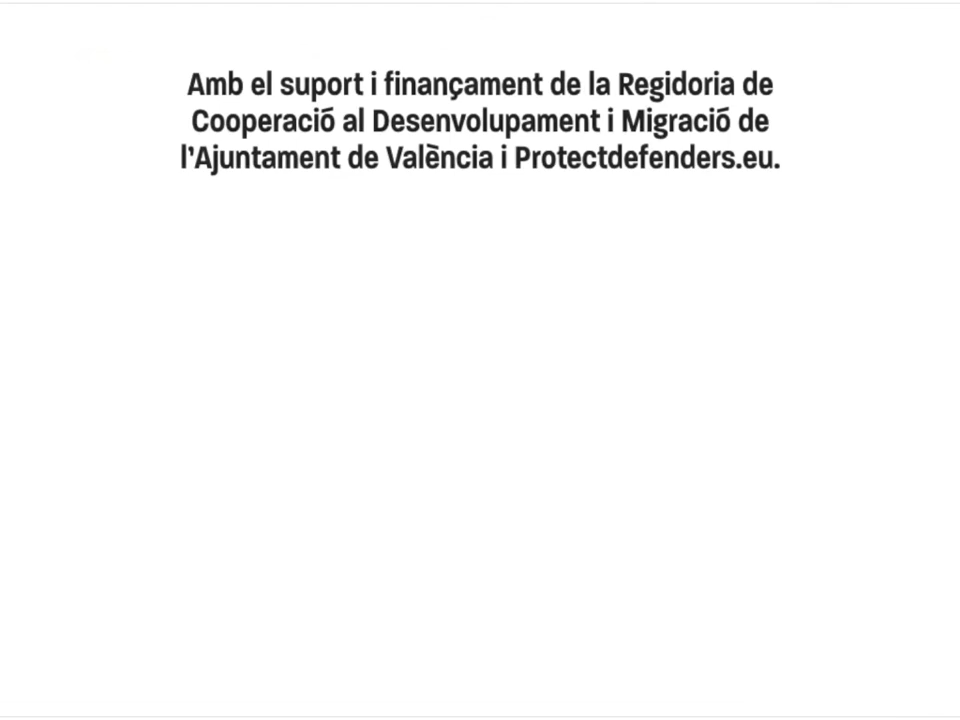 Amb el suport i finançament de la Regidoria de
Cooperació al Desenvolupament i Migració de
l'Ajuntament de València i Protectdefenders.eu.